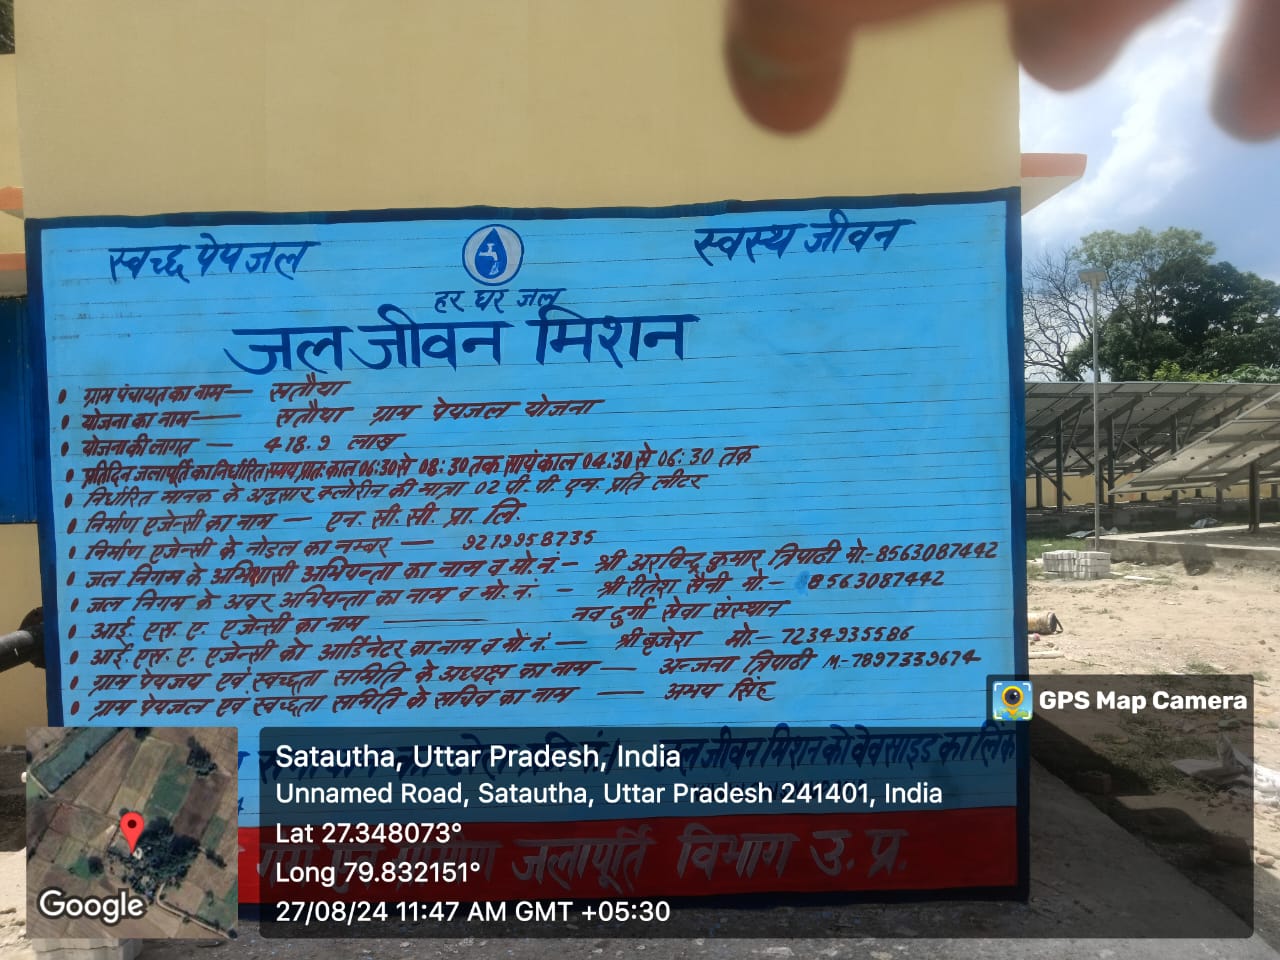 स्वच्छ पेयजल
स्वस्थ जीवन
हर घर जल
जल जीवन मिशन
• ग्राम पंचायत का नाम — सतौथा
• योजना का नाम — सतौथा ग्राम पेयजल योजना
• योजना की लागत — 418.9 लाख
• प्रतिदिन जलापूर्ति का निर्धारित समय, प्रातः काल 06:30 से 08:30 तक सायं काल 04:30 से 06:30 तक
• निर्धारित मानक के अनुसार क्लोरीन की मात्रा 02 पी.पी.एम. प्रति लीटर
• निर्माण एजेन्सी का नाम — एन.सी.सी. प्रा. लि.
• निर्माण एजेन्सी के नोडल का नम्बर — 9219958735
• जल निगम के अभिशासी अभियन्ता का नाम व मो.नं. — श्री अरविन्द्र कुमार त्रिपाठी मो.-8563087442
• जल निगम के अवर अभियन्ता का नाम व मो.नं. — श्री रीतेश सैनी मो.- 8563087442
• आई.एस.ए. एजेन्सी का नाम — नव दुर्गा सेवा संस्थान
• आई.एस.ए. एजेन्सी को आर्डिनेटर का नाम व मो.नं. — श्री बृजेश मो.- 7234935586
• ग्राम पेयजय एवं स्वच्छता समिति के अध्यक्ष का नाम — अन्जना त्रिपाठी M-7897339674
• ग्राम पेयजल एवं स्वच्छता समिति के सचिव का नाम — अभय सिंह
जल जीवन मिशन की वेवसाइड का लिंक
एवं ग्रामीण जलापूर्ति विभाग उ.प्र.
GPS Map Camera
Satautha, Uttar Pradesh, India
Unnamed Road, Satautha, Uttar Pradesh 241401, India
Lat 27.348073°
Long 79.832151°
27/08/24 11:47 AM GMT +05:30
Google